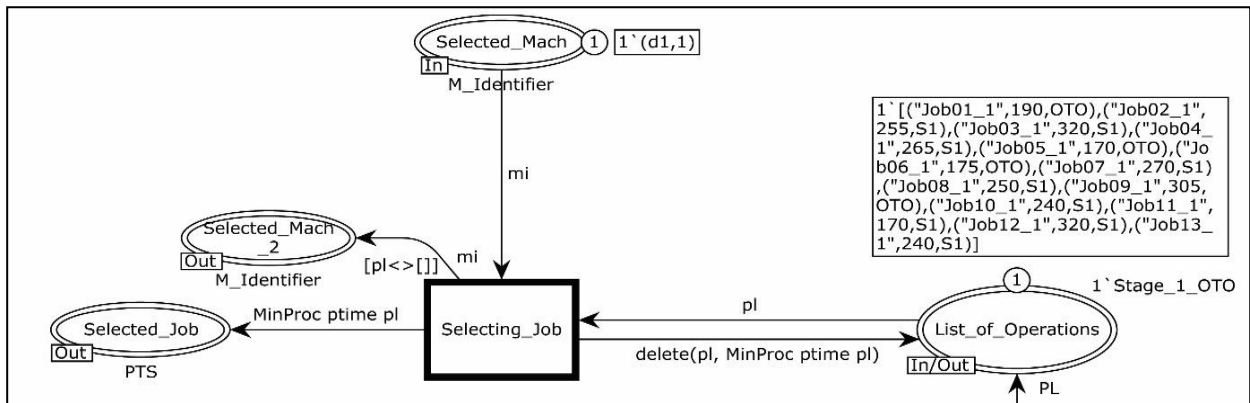 Selected_Mach
1
1`(d1,1)
In
M_Identifier
1`[("Job01_1",190,OTO),("Job02_1",
255,S1),("Job03_1",320,S1),("Job04_
1",265,S1),("Job05_1",170,OTO),("Jo
b06_1",175,OTO),("Job07_1",270,S1)
,("Job08_1",250,S1),("Job09_1",305,
OTO),("Job10_1",240,S1),("Job11_1",
170,S1),("Job12_1",320,S1),("Job13_
1",240,S1)]
mi
Selected_Mach
_2
Out
M_Identifier
[pl<>[]]
mi
1
1`Stage_1_OTO
Selected_Job
Out
PTS
MinProc ptime pl
Selecting_Job
pl
delete(pl, MinProc ptime pl)
List_of_Operations
In/Out
PL